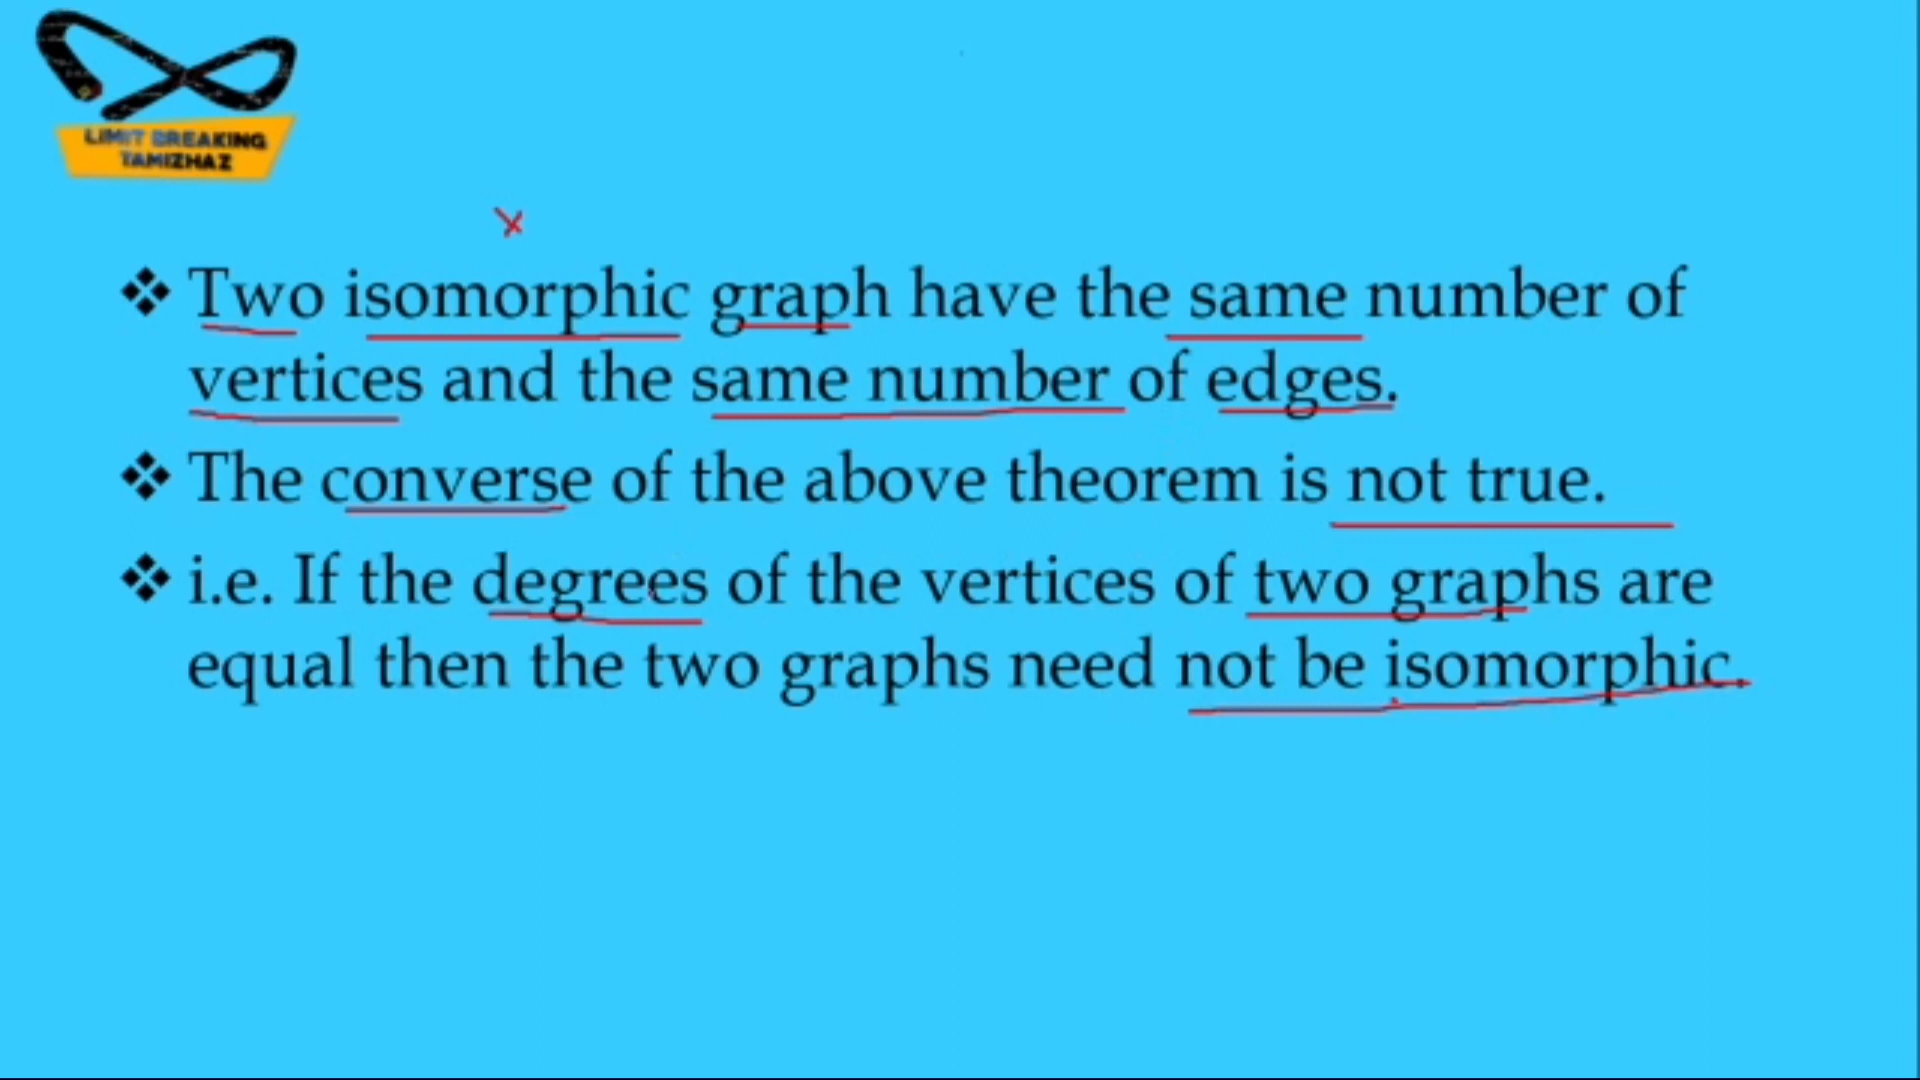 LIMIT BREAKING
TAMIZHAZ
❖ Two isomorphic graph have the same number of
vertices and the same number of edges.
❖ The converse of the above theorem is not true.
❖ i.e. If the degrees of the vertices of two graphs are
equal then the two graphs need not be isomorphic.